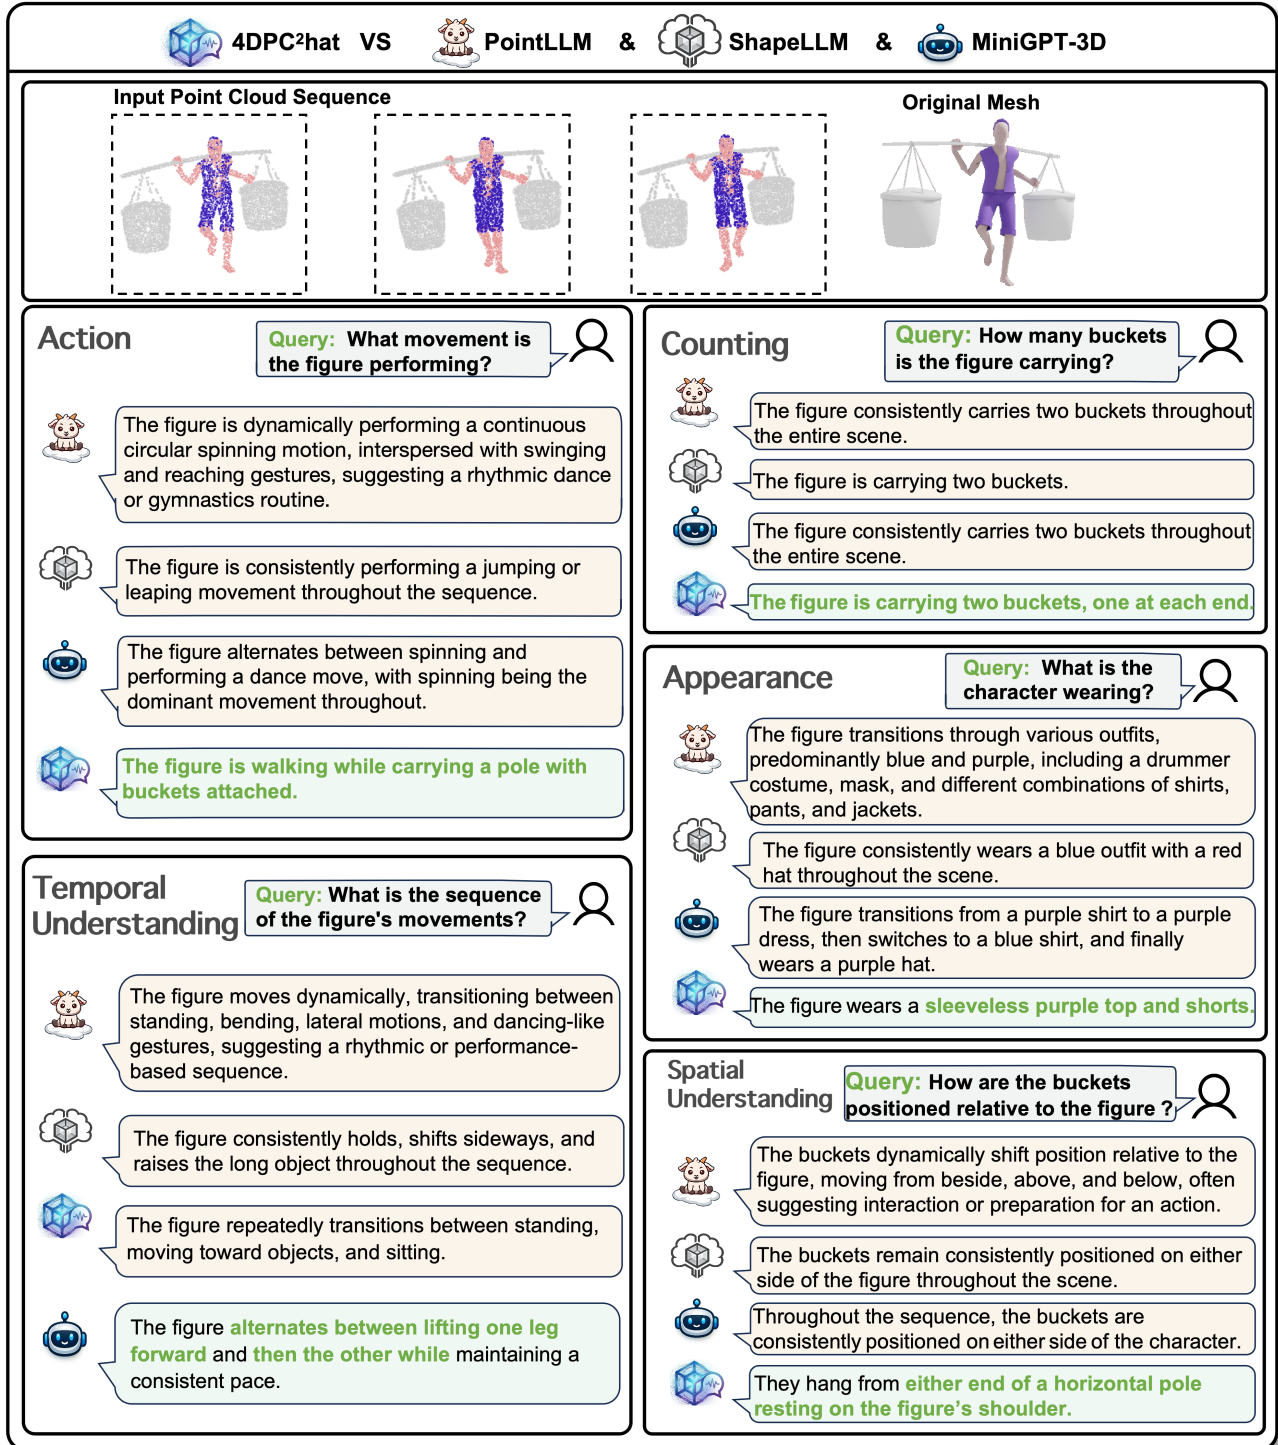 4DPC²hat VS PointLLM & ShapeLLM & MiniGPT-3D
Input Point Cloud Sequence
Original Mesh
Action
Query: What movement is
the figure performing?
The figure is dynamically performing a continuous
circular spinning motion, interspersed with swinging
and reaching gestures, suggesting a rhythmic dance
or gymnastics routine.
The figure is consistently performing a jumping or
leaping movement throughout the sequence.
The figure alternates between spinning and
performing a dance move, with spinning being the
dominant movement throughout.
The figure is walking while carrying a pole with
buckets attached.
Temporal
Understanding
Query: What is the sequence
of the figure's movements?
The figure moves dynamically, transitioning between
standing, bending, lateral motions, and dancing-like
gestures, suggesting a rhythmic or performance-
based sequence.
The figure consistently holds, shifts sideways, and
raises the long object throughout the sequence.
The figure repeatedly transitions between standing,
moving toward objects, and sitting.
The figure alternates between lifting one leg
forward and then the other while maintaining a
consistent pace.
Counting
Query: How many buckets
is the figure carrying?
The figure consistently carries two buckets throughout
the entire scene.
The figure is carrying two buckets.
The figure consistently carries two buckets throughout
the entire scene.
The figure is carrying two buckets, one at each end.
Appearance
Query: What is the
character wearing?
The figure transitions through various outfits,
predominantly blue and purple, including a drummer
costume, mask, and different combinations of shirts,
pants, and jackets.
The figure consistently wears a blue outfit with a red
hat throughout the scene.
The figure transitions from a purple shirt to a purple
dress, then switches to a blue shirt, and finally
wears a purple hat.
The figure wears a sleeveless purple top and shorts.
Spatial
Understanding
Query: How are the buckets
positioned relative to the figure ?
The buckets dynamically shift position relative to the
figure, moving from beside, above, and below, often
suggesting interaction or preparation for an action.
The buckets remain consistently positioned on either
side of the figure throughout the scene.
Throughout the sequence, the buckets are
consistently positioned on either side of the character.
They hang from either end of a horizontal pole
resting on the figure's shoulder.